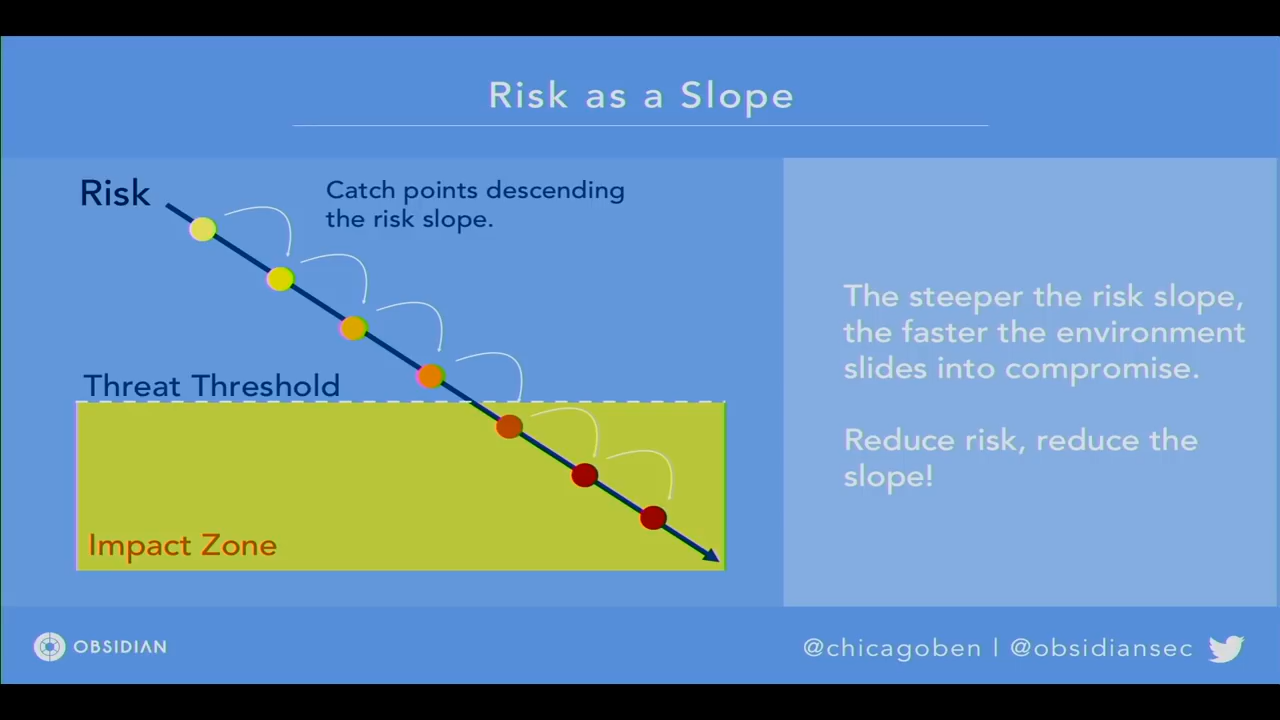 Risk as a Slope
Risk
Catch points descending
the risk slope.
Threat Threshold
Impact Zone
The steeper the risk slope,
the faster the environment
slides into compromise.
Reduce risk, reduce the
slope!
OBSIDIAN
@chicagoben | @obsidiansec